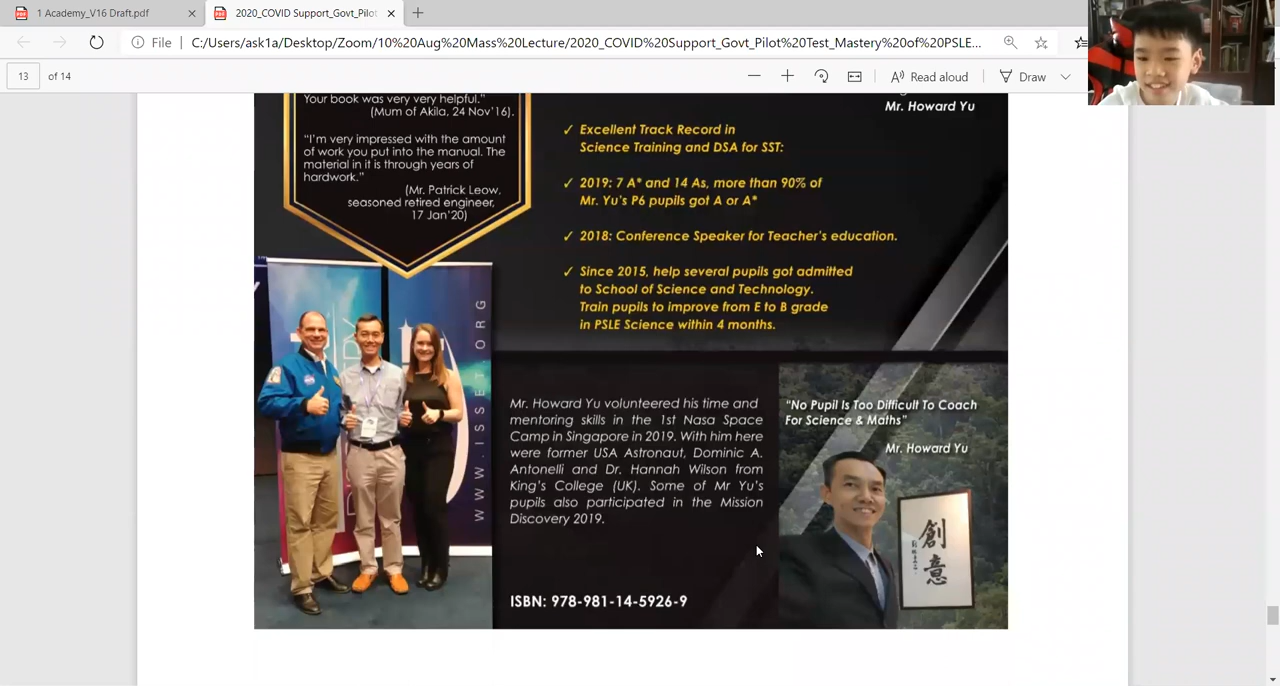 1 Academy_V16 Draft.pdf
2020_COVID Support_Govt_Pilot
File
C:/Users/ask1a/Desktop/Zoom/10%20Aug%20Mass%20Lecture/2020_COVID%20Support_Govt_Pilot%20Test_Mastery%20of%20PSLE...
13 of 14
Read aloud
Draw
Your book was very very helpful.”
(Mum of Akila, 24 Nov’16).
“I’m very impressed with the amount
of work you put into the manual. The
material in it is through years of
hardwork.”
(Mr. Patrick Leow,
seasoned retired engineer,
17 Jan’20)
Mr. Howard Yu
✓ Excellent Track Record in
Science Training and DSA for SST:
✓ 2019: 7 A* and 14 As, more than 90% of
Mr. Yu’s P6 pupils got A or A*
✓ 2018: Conference Speaker for Teacher’s education.
✓ Since 2015, help several pupils got admitted
to School of Science and Technology.
Train pupils to improve from E to B grade
in PSLE Science within 4 months.
WWW.ISSET.ORG
Mr. Howard Yu volunteered his time and
mentoring skills in the 1st Nasa Space
Camp in Singapore in 2019. With him here
were former USA Astronaut, Dominic A.
Antonelli and Dr. Hannah Wilson from
King’s College (UK). Some of Mr Yu’s
pupils also participated in the Mission
Discovery 2019.
ISBN: 978-981-14-5926-9
“No Pupil Is Too Difficult To Coach
For Science & Maths”
Mr. Howard Yu
創意